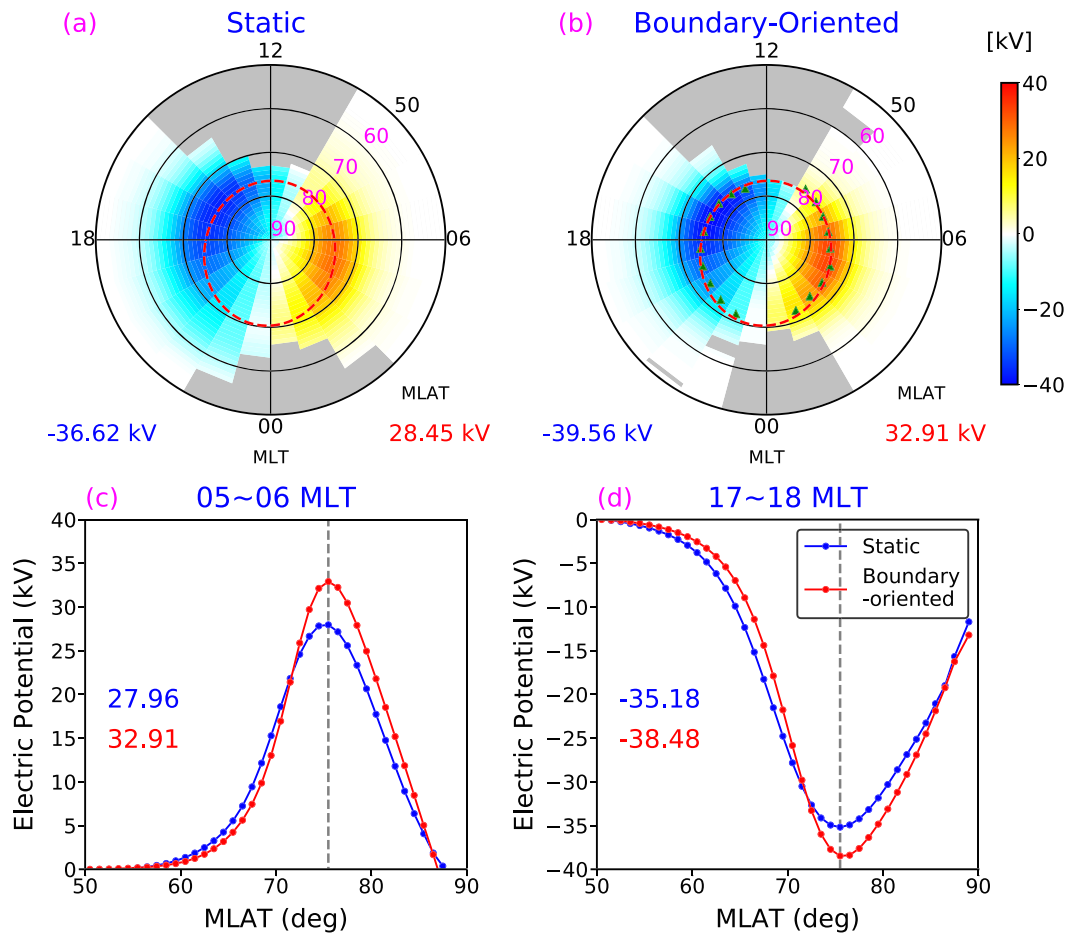 (a) Static
(b) Boundary-Oriented
[kV]
12
50
60
70
80
90
18
06
00
MLAT
MLT
-36.62 kV
28.45 kV
12
50
60
70
80
90
18
06
00
MLAT
MLT
-39.56 kV
32.91 kV
40
20
0
−20
−40
(c) 05~06 MLT
Electric Potential (kV)
40
35
30
25
20
15
10
5
0
27.96
32.91
50 60 70 80 90
MLAT (deg)
(d) 17~18 MLT
Electric Potential (kV)
0
−5
−10
−15
−20
−25
−30
−35
−40
Static
Boundary
-oriented
-35.18
-38.48
50 60 70 80 90
MLAT (deg)